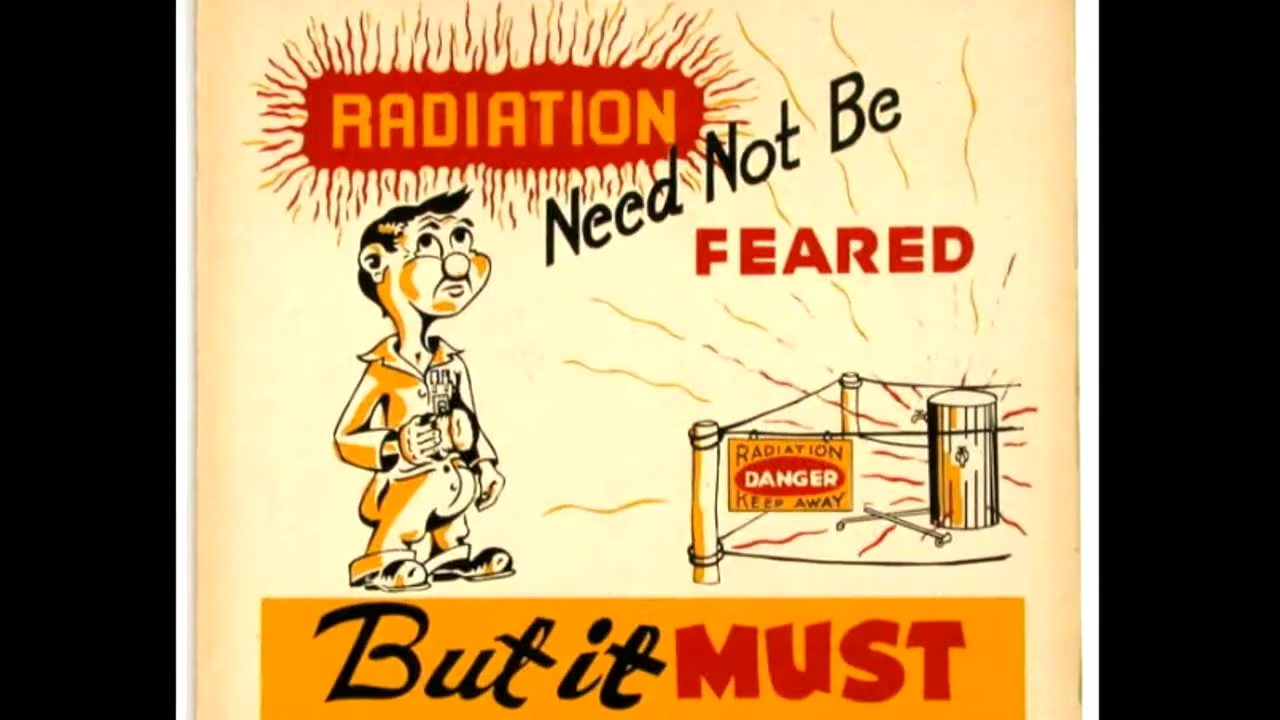 RADIATION
Need Not Be
FEARED
RADIATION
DANGER
KEEP AWAY
But it MUST